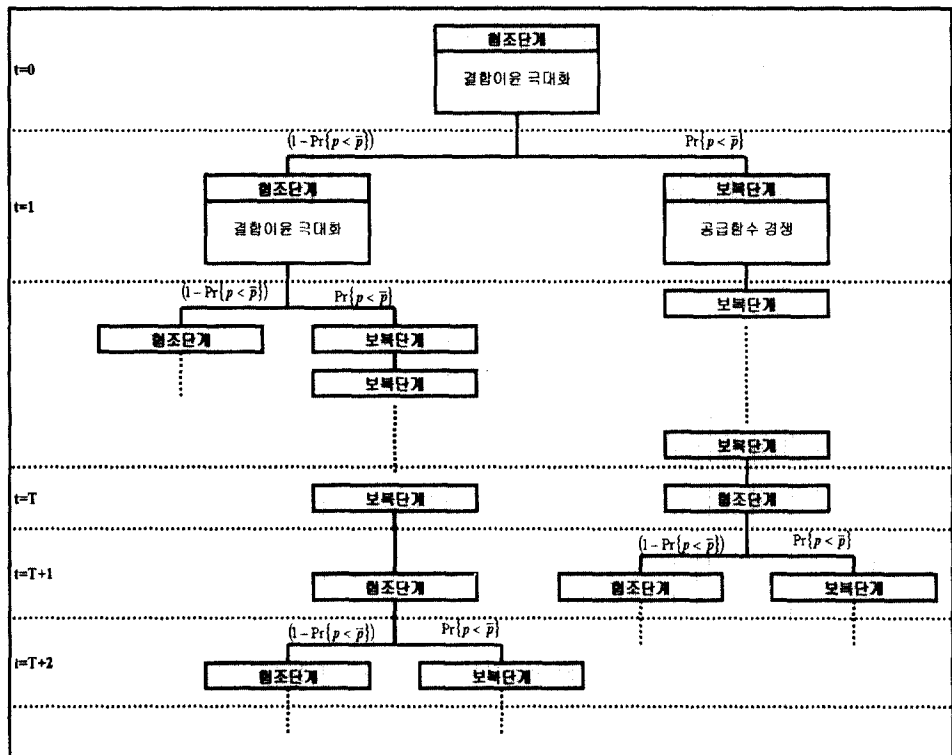 협조단계
t=0
결합이윤 극대화
(1 − Pr{p < p̅})
Pr{p < p̅}
협조단계
보복단계
t=1
결합이윤 극대화
공급함수 경쟁
(1 − Pr{p < p̅})
Pr{p < p̅}
보복단계
협조단계
보복단계
보복단계
보복단계
t=T
보복단계
협조단계
(1 − Pr{p < p̅})
Pr{p < p̅}
t=T+1
협조단계
협조단계
보복단계
(1 − Pr{p < p̅})
Pr{p < p̅}
t=T+2
협조단계
보복단계